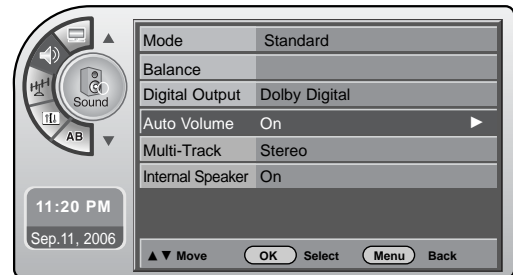 Mode Standard
Balance
Digital Output Dolby Digital
Auto Volume On
Multi-Track Stereo
Internal Speaker On
▲▼ Move OK Select Menu Back
Sound
AB
11:20 PM
Sep.11, 2006